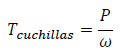 T_cuchillas = P/ω